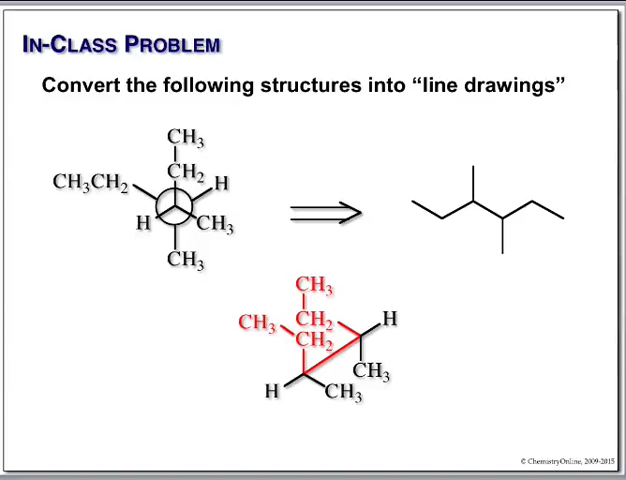 IN-CLASS PROBLEM
Convert the following structures into “line drawings”
CH₃
CH₃CH₂ CH₂ H
H CH₃
CH₃
CH₃
CH₃ CH₂ H
CH₂
CH₃
H CH₃
© ChemistryOnline, 2009-2015